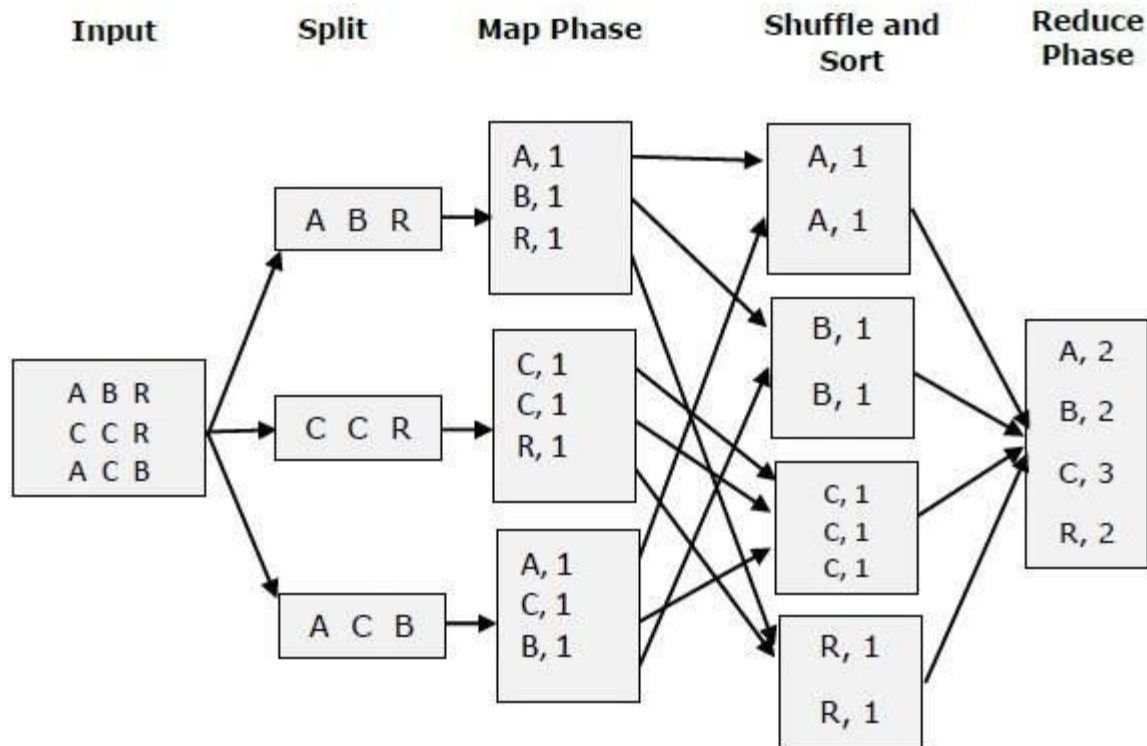 Input
Split
Map Phase
Shuffle and
Sort
Reduce
Phase
A B R
C C R
A C B
A B R
C C R
A C B
A, 1
B, 1
R, 1
C, 1
C, 1
R, 1
A, 1
C, 1
B, 1
A, 1
A, 1
B, 1
B, 1
C, 1
C, 1
C, 1
R, 1
R, 1
A, 2
B, 2
C, 3
R, 2